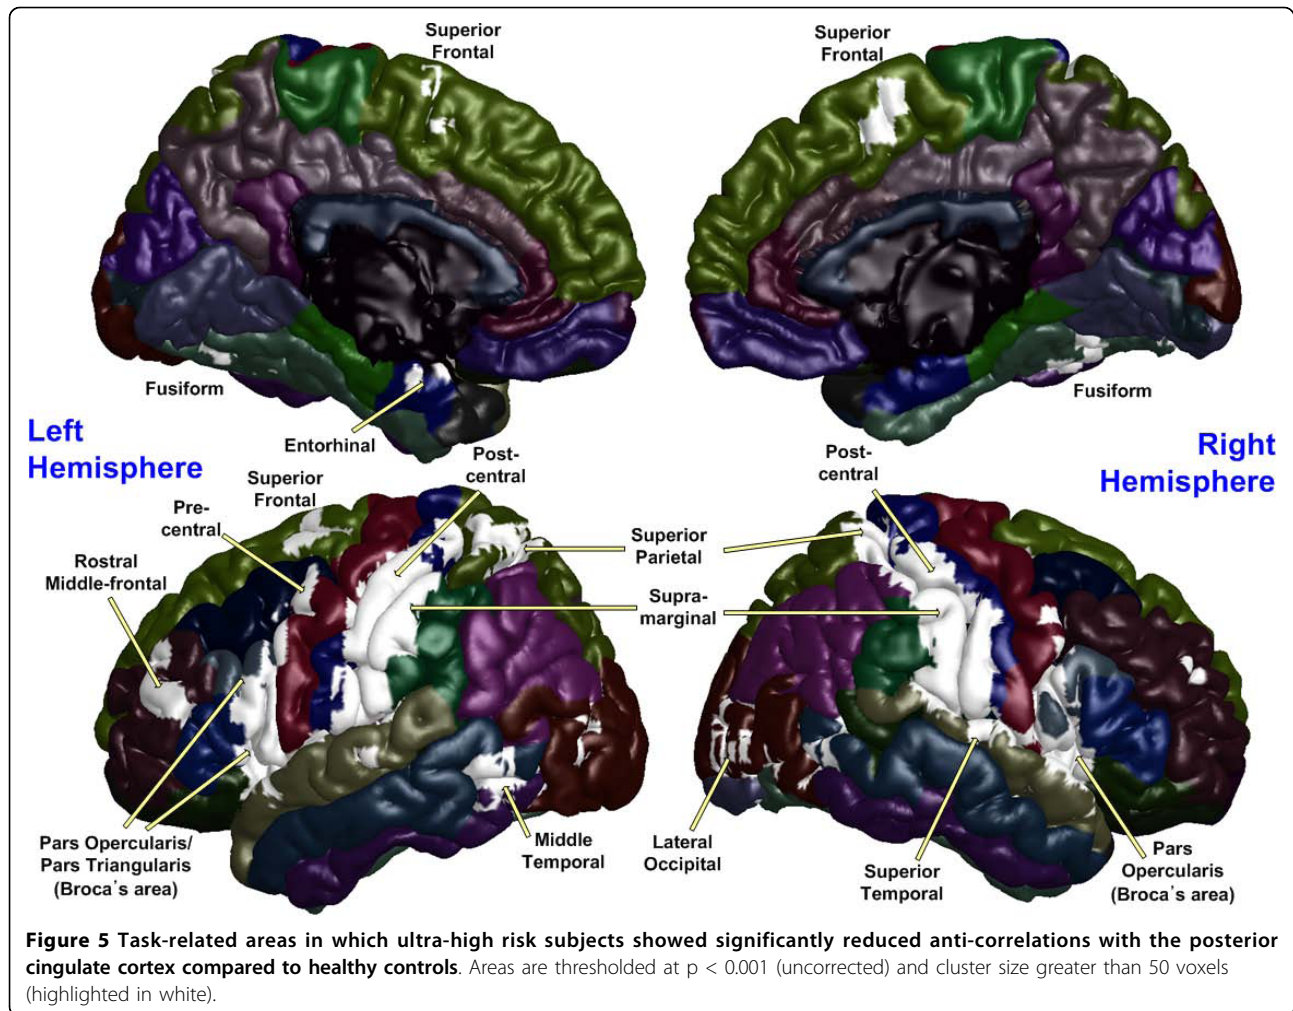 Superior
Frontal
Superior
Frontal
Fusiform
Entorhinal
Fusiform
Left
Hemisphere
Right
Hemisphere
Post-
central
Post-
central
Superior
Frontal
Pre-
central
Rostral
Middle-frontal
Superior
Parietal
Supra-
marginal
Pars Opercularis/
Pars Triangularis
(Broca's area)
Middle
Temporal
Lateral
Occipital
Superior
Temporal
Pars
Opercularis
(Broca's area)
Figure 5 Task-related areas in which ultra-high risk subjects showed significantly reduced anti-correlations with the posterior
cingulate cortex compared to healthy controls. Areas are thresholded at p < 0.001 (uncorrected) and cluster size greater than 50 voxels
(highlighted in white).